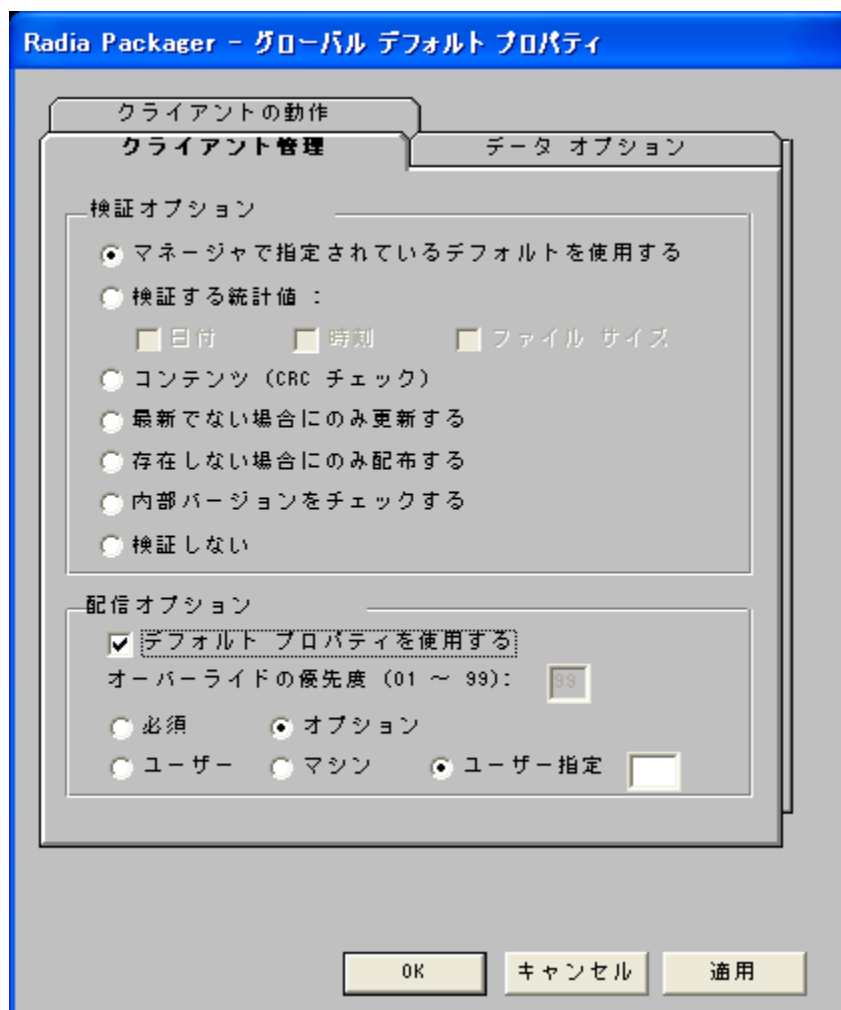 Radia Packager - グローバル デフォルト プロパティ
クライアントの動作
クライアント管理 データ オプション
検証オプション
マネージャで指定されているデフォルトを使用する
検証する統計値 :
日付 時刻 ファイル サイズ
コンテンツ (CRC チェック)
最新でない場合にのみ更新する
存在しない場合にのみ配布する
内部バージョンをチェックする
検証しない
配信オプション
デフォルト プロパティを使用する
オーバーライドの優先度 (01 ～ 99): 99
必須 オプション
ユーザー マシン ユーザー指定
OK キャンセル 適用